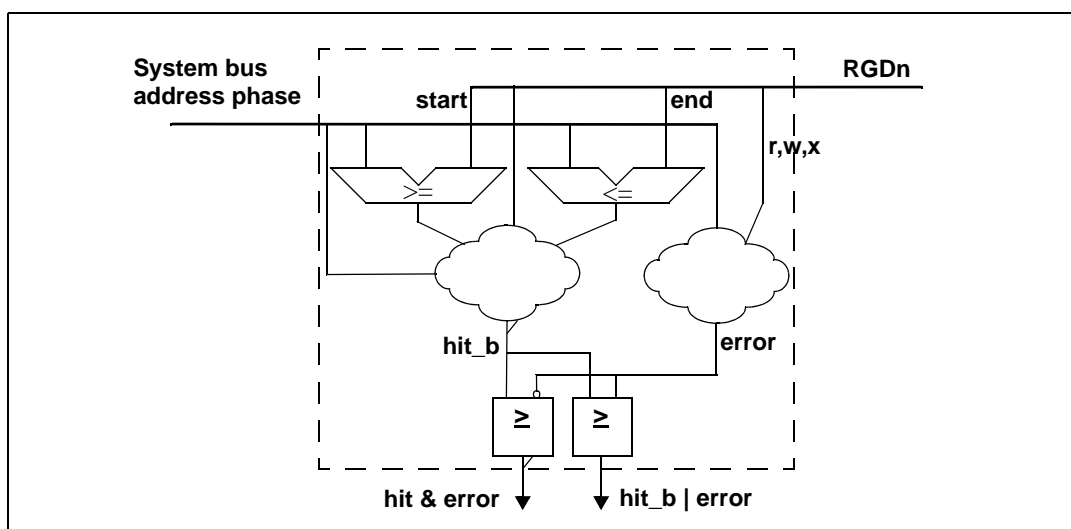 System bus
address phase
RGDn
start
end
r,w,x
>=
<=
hit_b
error
≥
≥
hit & error
hit_b | error